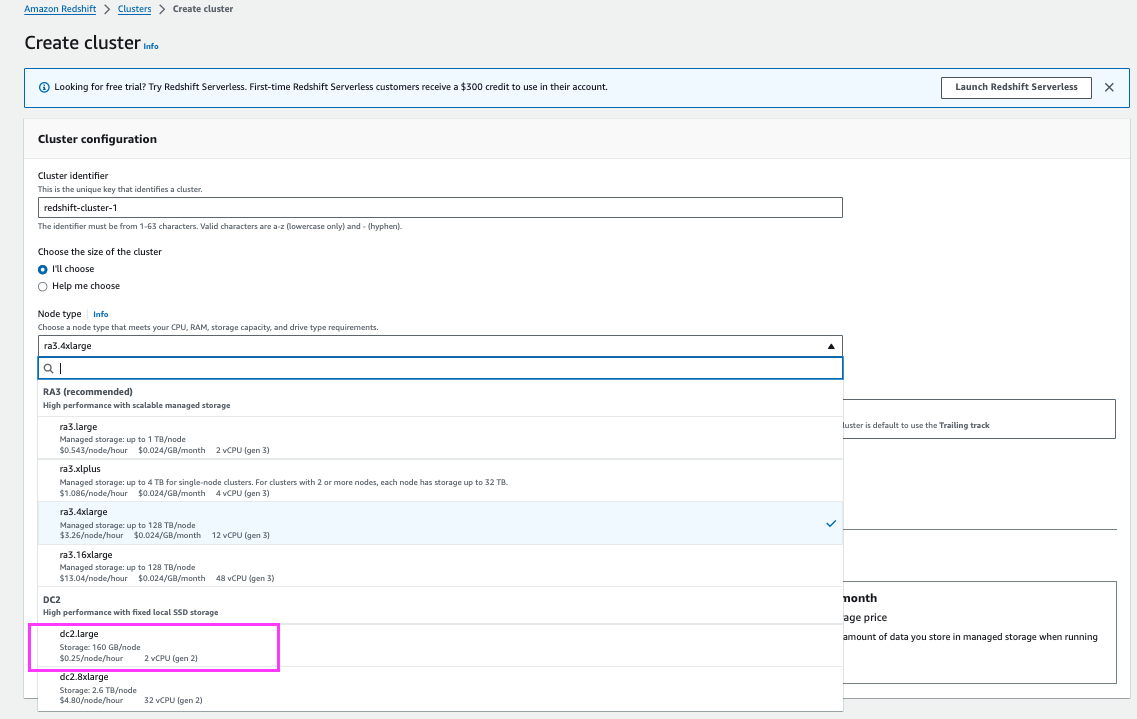 Amazon Redshift > Clusters > Create cluster
Create cluster Info
Looking for free trial? Try Redshift Serverless. First-time Redshift Serverless customers receive a $300 credit to use in their account.
Launch Redshift Serverless
Cluster configuration
Cluster identifier
This is the unique key that identifies a cluster.
redshift-cluster-1
The identifier must be from 1-63 characters. Valid characters are a-z (lowercase only) and - (hyphen).
Choose the size of the cluster
I'll choose
Help me choose
Node type Info
Choose a node type that meets your CPU, RAM, storage capacity, and drive type requirements.
ra3.4xlarge
RA3 (recommended)
High performance with scalable managed storage
ra3.large
Managed storage: up to 1 TB/node
$0.543/node/hour $0.024/GB/month 2 vCPU (gen 3)
luster is default to use the Trailing track
ra3.xlplus
Managed storage: up to 4 TB for single-node clusters. For clusters with 2 or more nodes, each node has storage up to 32 TB.
$1.086/node/hour $0.024/GB/month 4 vCPU (gen 3)
ra3.4xlarge
Managed storage: up to 128 TB/node
$3.26/node/hour $0.024/GB/month 12 vCPU (gen 3)
ra3.16xlarge
Managed storage: up to 128 TB/node
$13.04/node/hour $0.024/GB/month 48 vCPU (gen 3)
DC2
High performance with fixed local SSD storage
dc2.large
Storage: 160 GB/node
$0.25/node/hour 2 vCPU (gen 2)
dc2.8xlarge
Storage: 2.6 TB/node
$4.80/node/hour 32 vCPU (gen 2)
month
age price
amount of data you store in managed storage when running